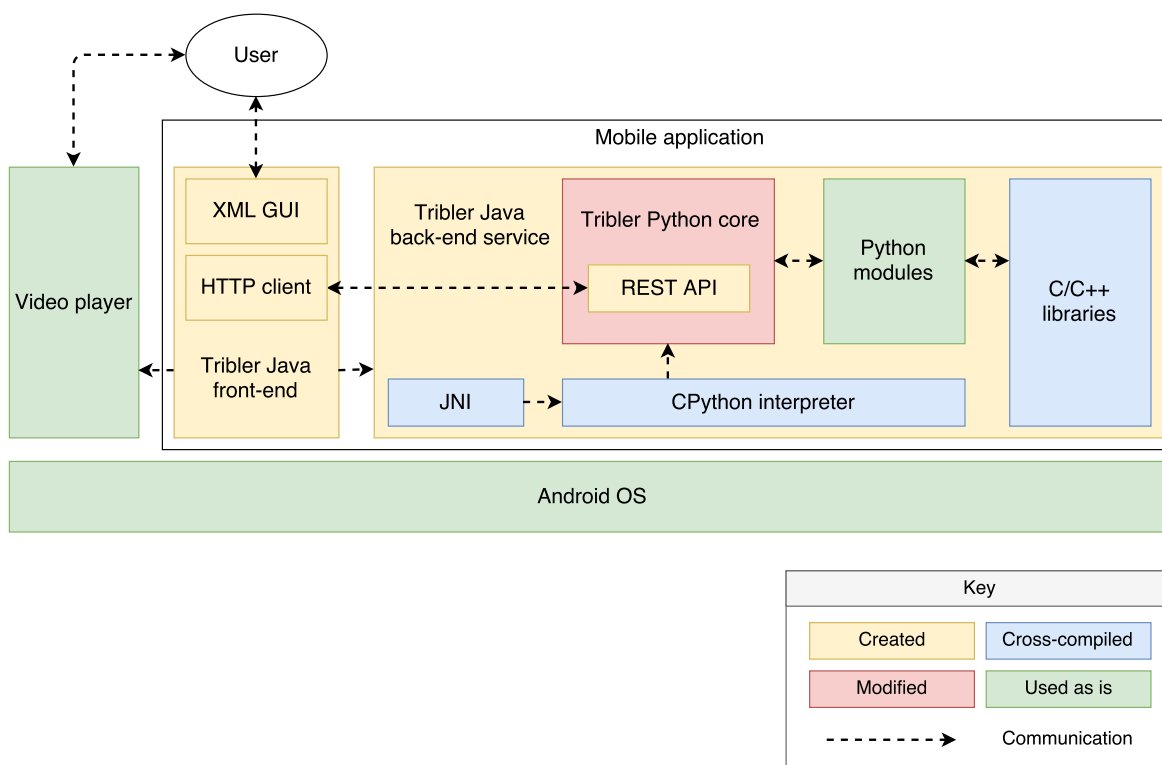 User
Mobile application
Video player
XML GUI
HTTP client
Tribler Java
front-end
Tribler Java
back-end service
Tribler Python core
REST API
Python
modules
C/C++
libraries
JNI
CPython interpreter
Android OS
Key
Created
Cross-compiled
Modified
Used as is
Communication